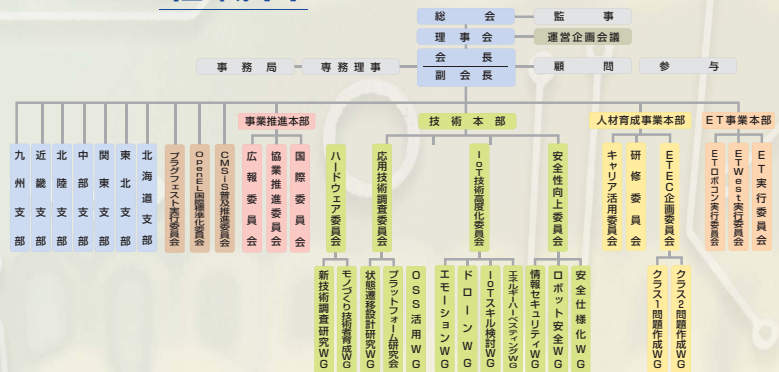 総会
監事
理事会
運営企画会議
会長
副会長
事務局
専務理事
顧問
参与
事業推進本部
技術本部
人材育成事業本部
ET事業本部
九州支部
近畿支部
北陸支部
中部支部
関東支部
東北支部
北海道支部
プラグフェスト実行委員会
OpenEL国際標準化委員会
CMSIS普及推進委員会
広報委員会
協業推進委員会
国際委員会
ハードウェア委員会
応用技術調査委員会
IoT技術高度化委員会
安全性向上委員会
キャリア活用委員会
研修委員会
ETEC企画委員会
ETロボコン実行委員会
ETWest実行委員会
ET実行委員会
新技術調査研究WG
モノづくり技術者育成WG
状態遷移設計研究WG
プラットフォーム研究会
OSS活用WG
エモーションWG
ドローンWG
IoTスキル検討WG
エネルギーハーベスティングWG
情報セキュリティWG
ロボット安全WG
安全仕様化WG
クラス1問題作成WG
クラス2問題作成WG